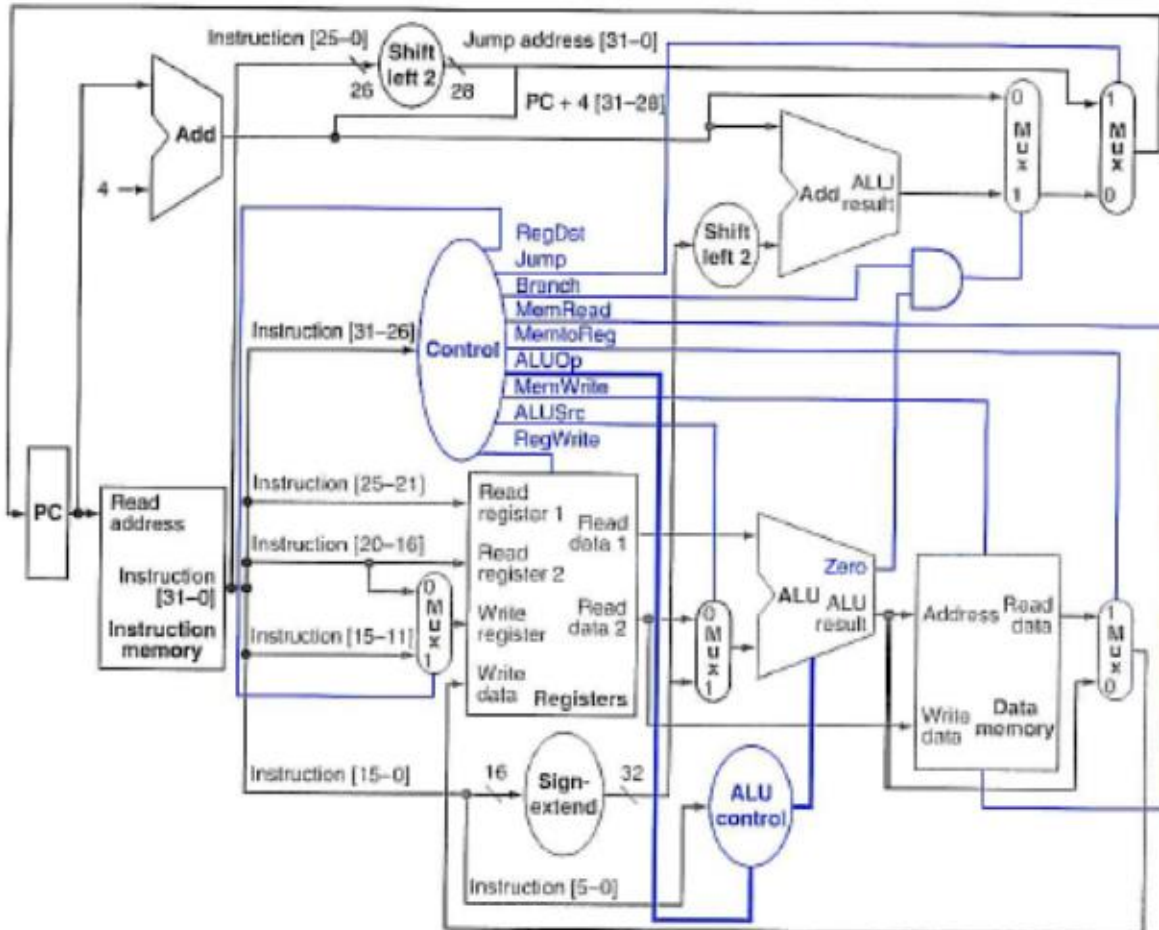 Instruction [25–0]
Shift
left 2
Jump address [31–0]
26
28
PC + 4 [31–28]
Add
4
0
M
u
x
1
1
M
u
x
0
Add
ALU
result
Shift
left 2
RegDst
Jump
Branch
MemRead
MemtoReg
ALUOp
MemWrite
ALUSrc
RegWrite
Instruction [31–26]
Control
PC
Read
address
Instruction
[31–0]
Instruction
memory
Instruction [25–21]
Instruction [20–16]
Instruction [15–11]
0
M
u
x
1
Read
register 1
Read
register 2
Write
register
Write
data
Read
data 1
Read
data 2
Registers
0
M
u
x
1
Zero
ALU
ALU
result
Address
Read
data
Write
data
Data
memory
1
M
u
x
0
Instruction [15–0]
16
Sign-
extend
32
ALU
control
Instruction [5–0]